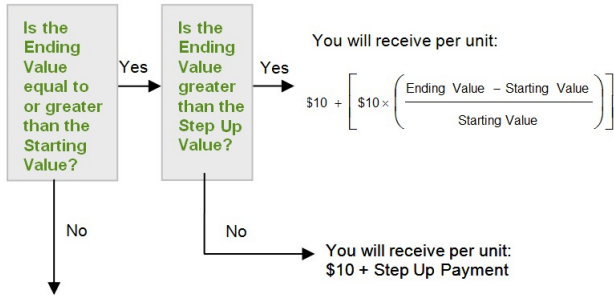 Is the
Ending
Value
equal to
or greater
than the
Starting
Value?
Yes
Is the
Ending
Value
greater
than the
Step Up
Value?
Yes
You will receive per unit:
$10 + [ $10 × ( Ending Value – Starting Value
Starting Value ) ]
No
No
You will receive per unit:
$10 + Step Up Payment